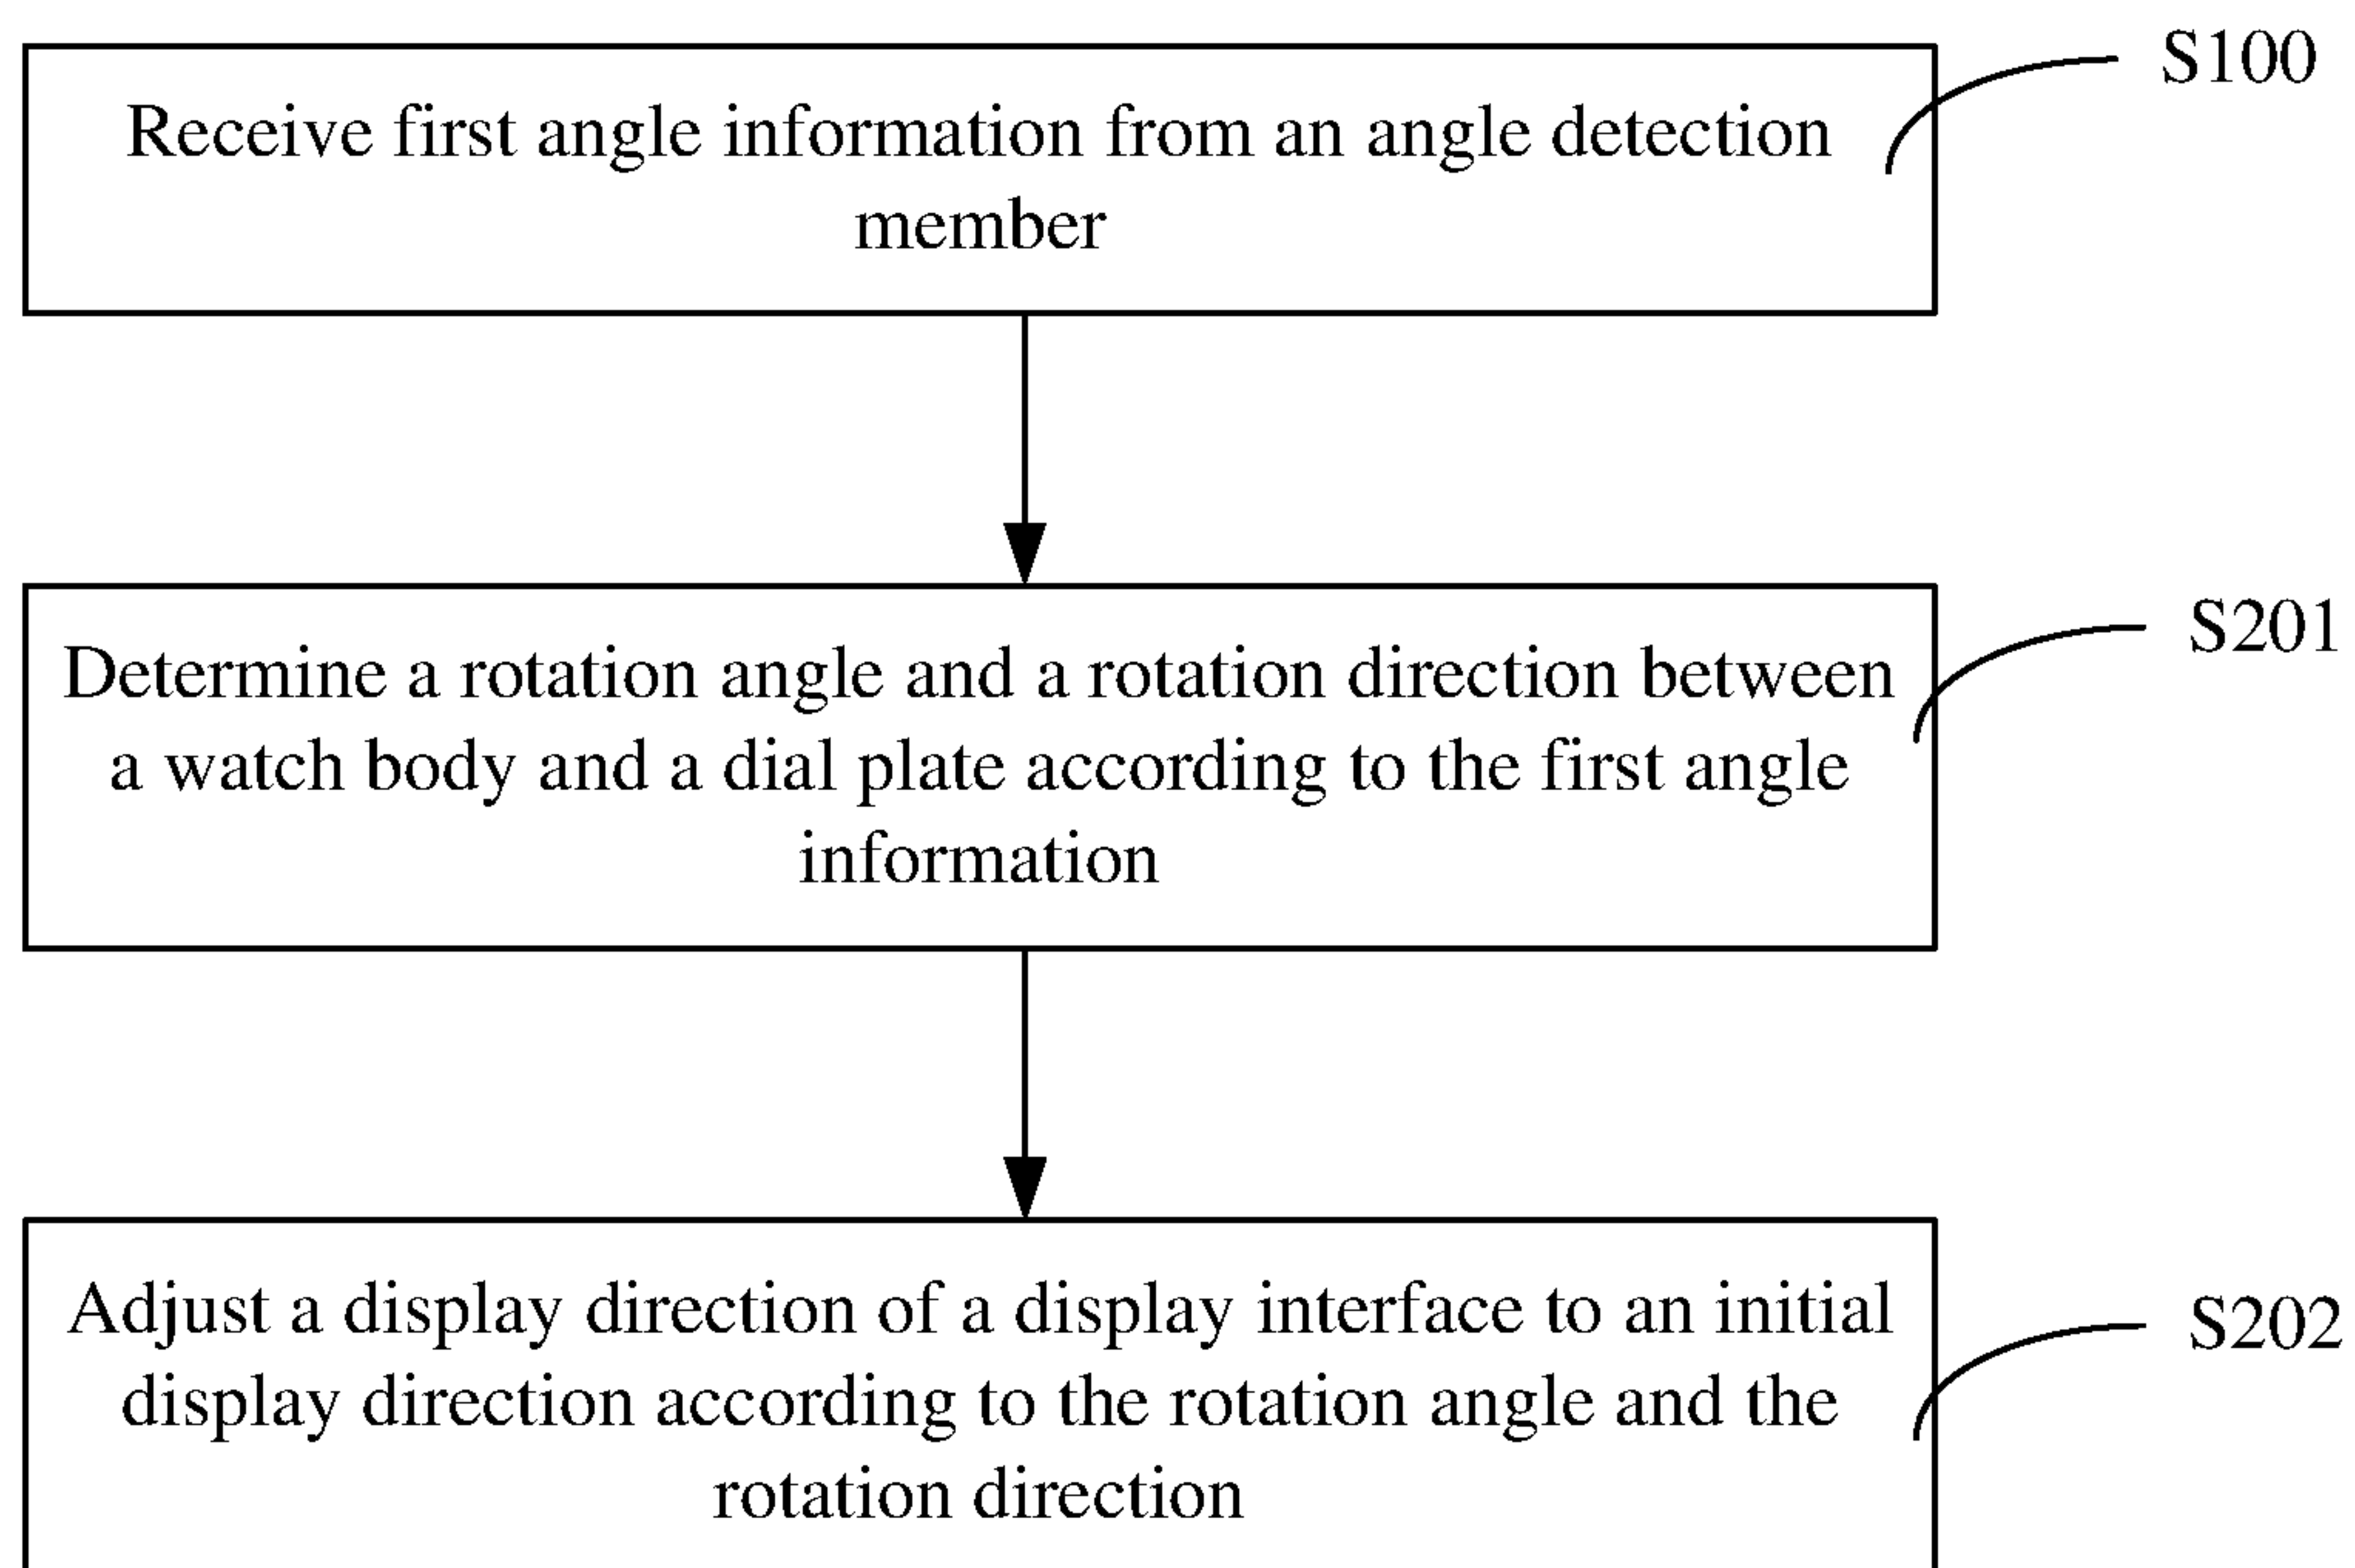 S100
Receive first angle information from an angle detection
member
S201
Determine a rotation angle and a rotation direction between
a watch body and a dial plate according to the first angle
information
S202
Adjust a display direction of a display interface to an initial
display direction according to the rotation angle and the
rotation direction